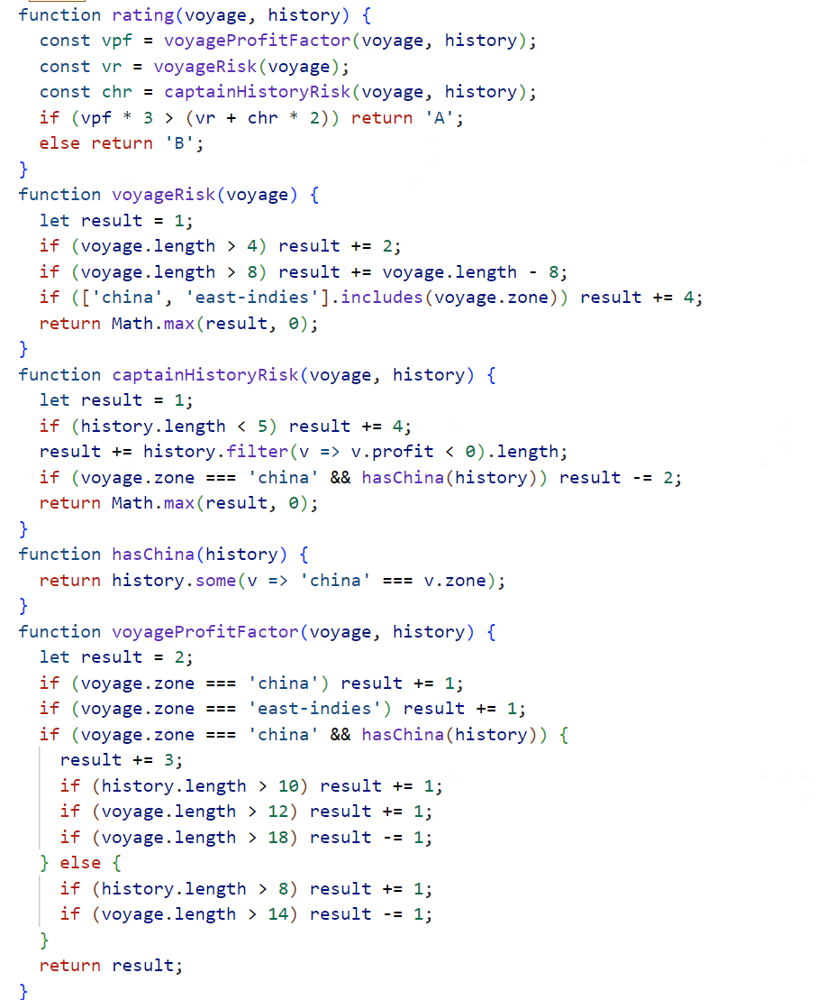 function rating(voyage, history) {
  const vpf = voyageProfitFactor(voyage, history);
  const vr = voyageRisk(voyage);
  const chr = captainHistoryRisk(voyage, history);
  if (vpf * 3 > (vr + chr * 2)) return 'A';
  else return 'B';
}
function voyageRisk(voyage) {
  let result = 1;
  if (voyage.length > 4) result += 2;
  if (voyage.length > 8) result += voyage.length - 8;
  if (['china', 'east-indies'].includes(voyage.zone)) result += 4;
  return Math.max(result, 0);
}
function captainHistoryRisk(voyage, history) {
  let result = 1;
  if (history.length < 5) result += 4;
  result += history.filter(v => v.profit < 0).length;
  if (voyage.zone === 'china' && hasChina(history)) result -= 2;
  return Math.max(result, 0);
}
function hasChina(history) {
  return history.some(v => 'china' === v.zone);
}
function voyageProfitFactor(voyage, history) {
  let result = 2;
  if (voyage.zone === 'china') result += 1;
  if (voyage.zone === 'east-indies') result += 1;
  if (voyage.zone === 'china' && hasChina(history)) {
    result += 3;
    if (history.length > 10) result += 1;
    if (voyage.length > 12) result += 1;
    if (voyage.length > 18) result -= 1;
  } else {
    if (history.length > 8) result += 1;
    if (voyage.length > 14) result -= 1;
  }
  return result;
}